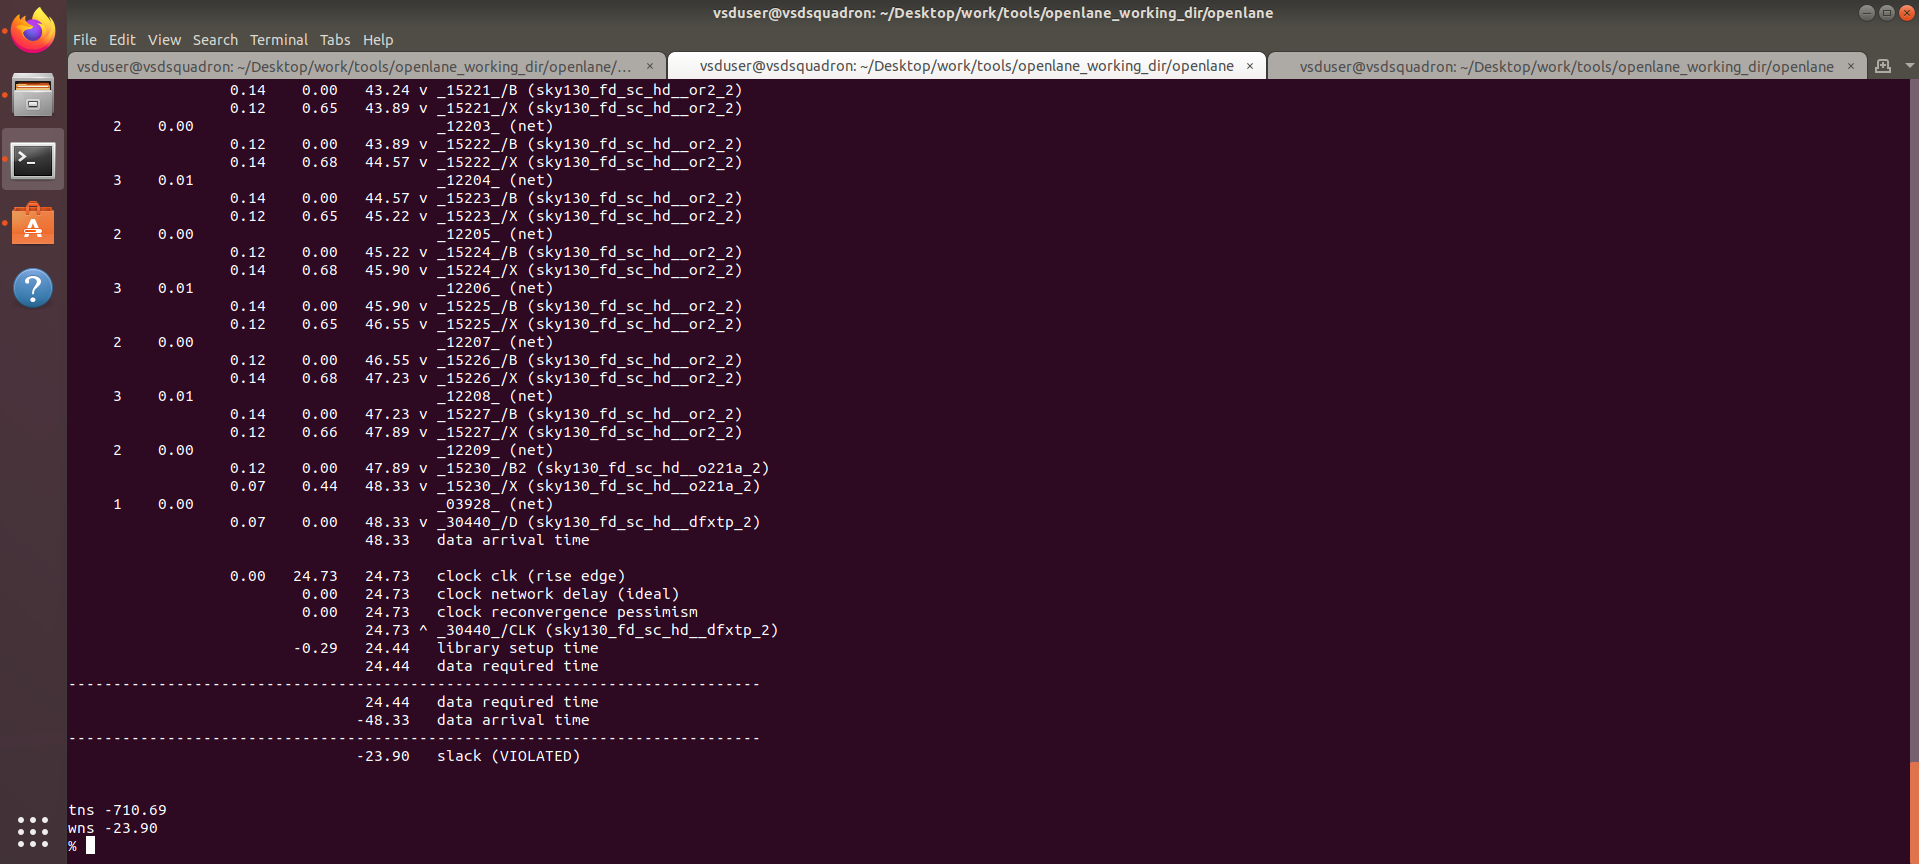 vsduser@vsdsquadron: ~/Desktop/work/tools/openlane_working_dir/openlane
File Edit View Search Terminal Tabs Help
vsduser@vsdsquadron: ~/Desktop/work/tools/openlane_working_dir/openlane/... × vsduser@vsdsquadron: ~/Desktop/work/tools/openlane_working_dir/openlane × vsduser@vsdsquadron: ~/Desktop/work/tools/openlane_working_dir/openlane ×
0.14 0.00 43.24 v _15221_/B (sky130_fd_sc_hd__or2_2)
0.12 0.65 43.89 v _15221_/X (sky130_fd_sc_hd__or2_2)
2 0.00 _12203_ (net)
0.12 0.00 43.89 v _15222_/B (sky130_fd_sc_hd__or2_2)
0.14 0.68 44.57 v _15222_/X (sky130_fd_sc_hd__or2_2)
3 0.01 _12204_ (net)
0.14 0.00 44.57 v _15223_/B (sky130_fd_sc_hd__or2_2)
0.12 0.65 45.22 v _15223_/X (sky130_fd_sc_hd__or2_2)
2 0.00 _12205_ (net)
0.12 0.00 45.22 v _15224_/B (sky130_fd_sc_hd__or2_2)
0.14 0.68 45.90 v _15224_/X (sky130_fd_sc_hd__or2_2)
3 0.01 _12206_ (net)
0.14 0.00 45.90 v _15225_/B (sky130_fd_sc_hd__or2_2)
0.12 0.65 46.55 v _15225_/X (sky130_fd_sc_hd__or2_2)
2 0.00 _12207_ (net)
0.12 0.00 46.55 v _15226_/B (sky130_fd_sc_hd__or2_2)
0.14 0.68 47.23 v _15226_/X (sky130_fd_sc_hd__or2_2)
3 0.01 _12208_ (net)
0.14 0.00 47.23 v _15227_/B (sky130_fd_sc_hd__or2_2)
0.12 0.66 47.89 v _15227_/X (sky130_fd_sc_hd__or2_2)
2 0.00 _12209_ (net)
0.12 0.00 47.89 v _15230_/B2 (sky130_fd_sc_hd__o221a_2)
0.07 0.44 48.33 v _15230_/X (sky130_fd_sc_hd__o221a_2)
1 0.00 _03928_ (net)
0.07 0.00 48.33 v _30440_/D (sky130_fd_sc_hd__dfxtp_2)
48.33 data arrival time
0.00 24.73 24.73 clock clk (rise edge)
0.00 24.73 clock network delay (ideal)
0.00 24.73 clock reconvergence pessimism
24.73 ^ _30440_/CLK (sky130_fd_sc_hd__dfxtp_2)
-0.29 24.44 library setup time
24.44 data required time
-----------------------------------------------------------------------------
24.44 data required time
-48.33 data arrival time
-----------------------------------------------------------------------------
-23.90 slack (VIOLATED)
tns -710.69
wns -23.90
%